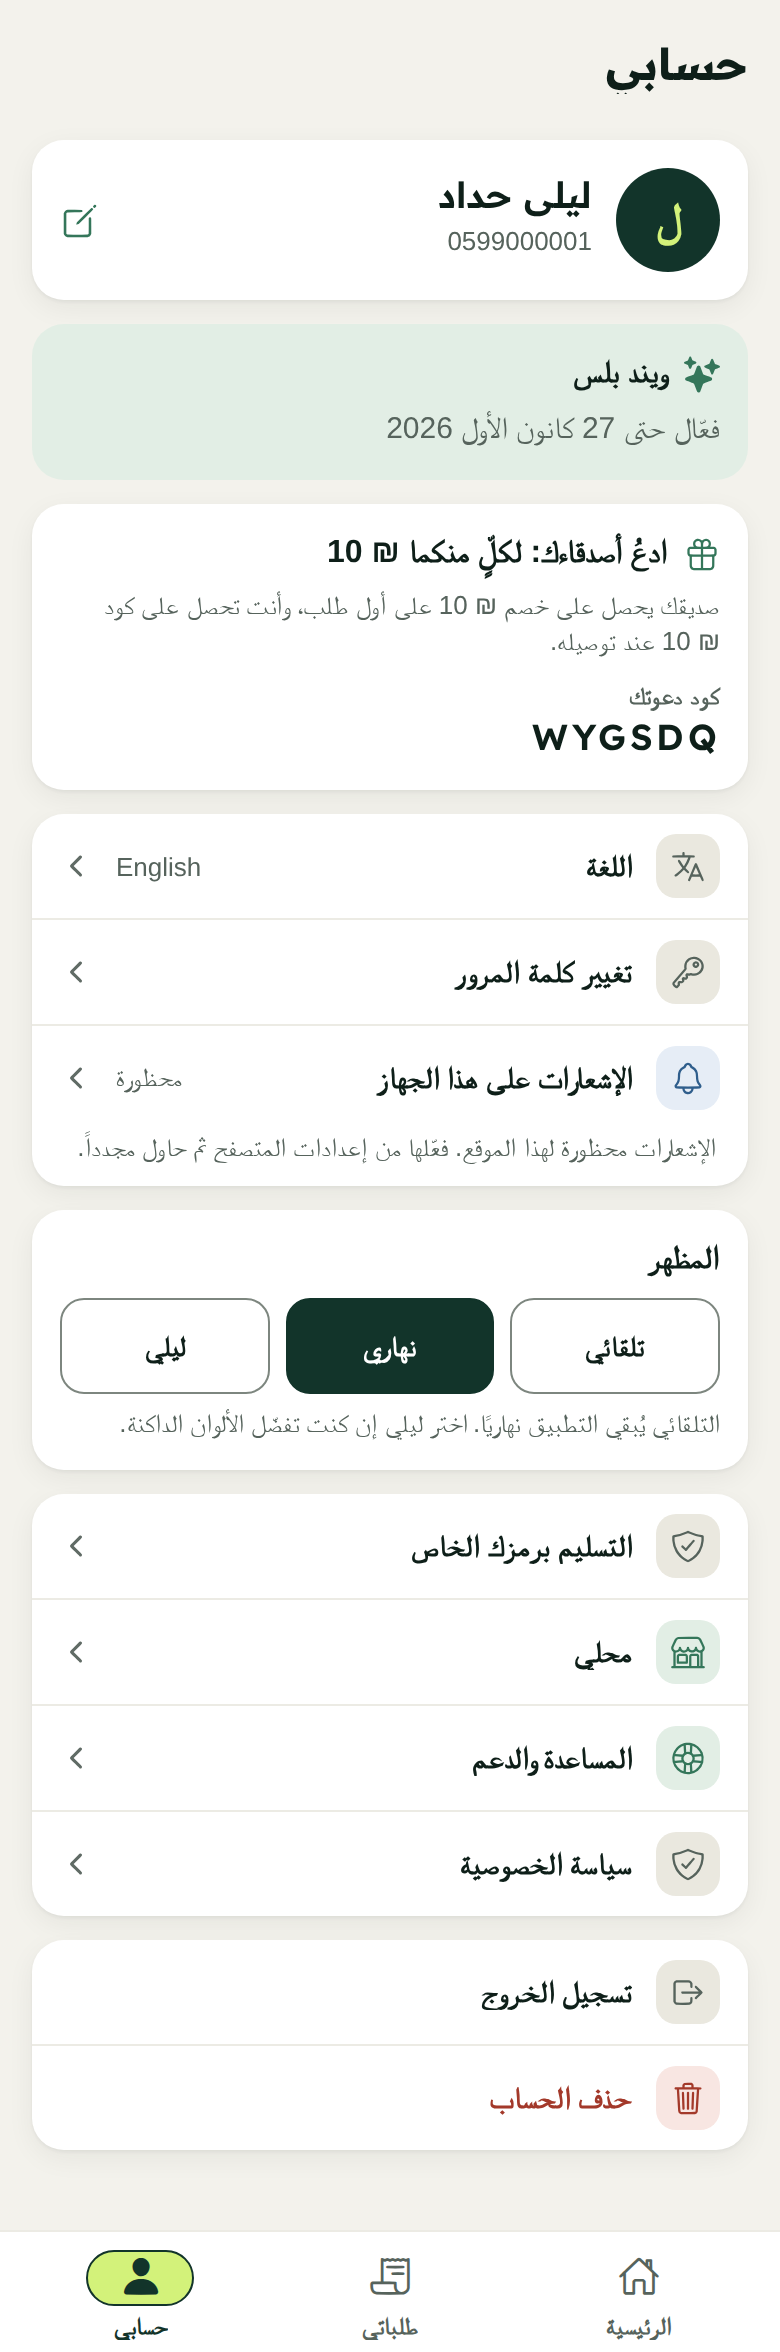 حسابي
ل
ليلى حداد
0599000001
ويند بلس
فعّال حتى 27 كانون الأول 2026
ادعُ أصدقاءك: لكلٍّ منكما ₪ 10
صديقك يحصل على خصم ₪ 10 على أول طلب، وأنت تحصل على كود
₪ 10 عند توصيله.
كود دعوتك
WYGSDQ
اللغة English
تغيير كلمة المرور
الإشعارات على هذا الجهاز محظورة
الإشعارات محظورة لهذا الموقع. فعّلها من إعدادات المتصفح ثم حاول مجدداً.
المظهر
تلقائي نهاري ليلي
التلقائي يُبقي التطبيق نهاريًا. اختر ليلي إن كنت تفضّل الألوان الداكنة.
التسليم برمزك الخاص
محلي
المساعدة والدعم
سياسة الخصوصية
تسجيل الخروج
حذف الحساب
الرئيسية طلباتي حسابي